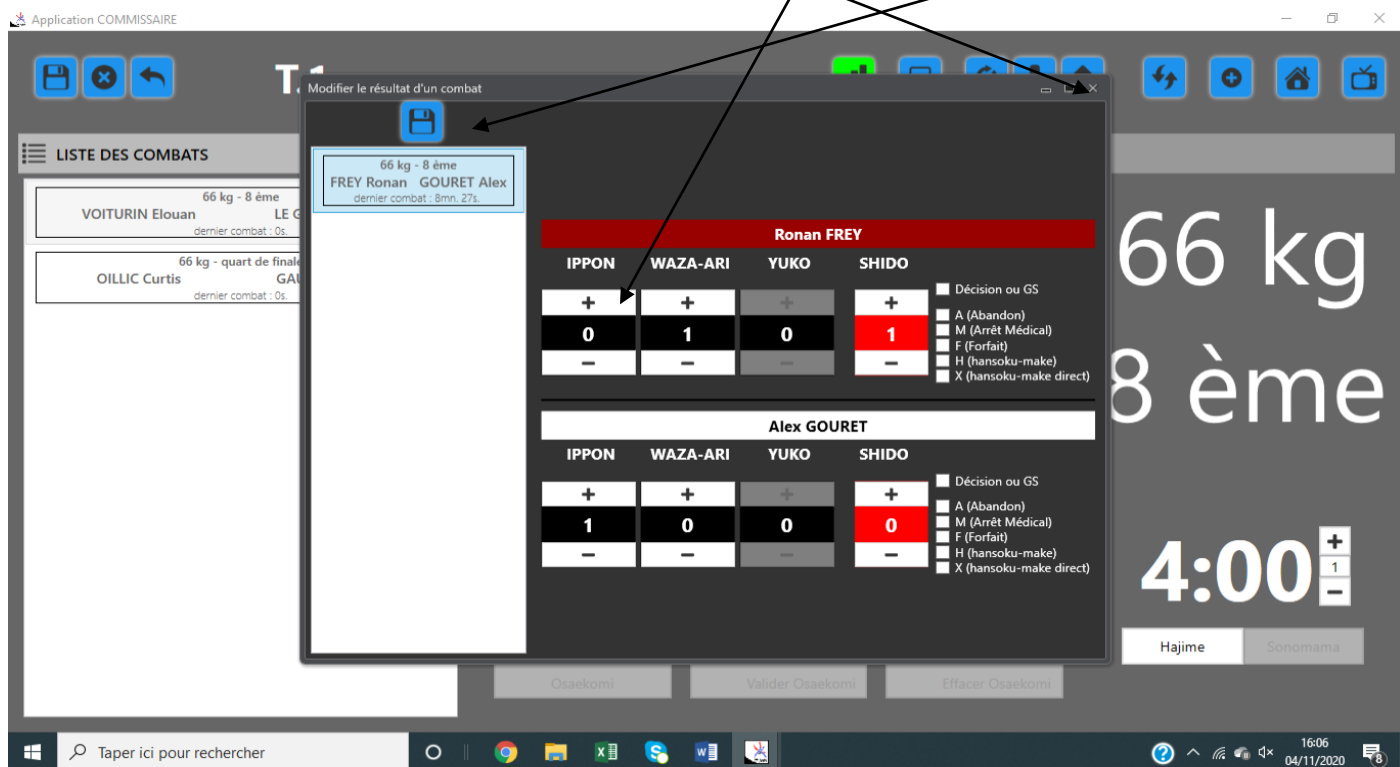 Application COMMISSAIRE
Modifier le résultat d'un combat
LISTE DES COMBATS
66 kg - 8 ème
VOITURIN Elouan LE
dernier combat : 0s.
66 kg - quart de finale
OILLIC Curtis
dernier combat : 0s.
66 kg - 8 ème
FREY Ronan GOURET Alex
dernier combat : 8mn. 27s.
Ronan FREY
IPPON WAZA-ARI YUKO SHIDO
+ + + +
0 1 0 1
− − − −
Décision ou GS
A (Abandon)
M (Arrêt Médical)
F (Forfait)
H (hansoku-make)
X (hansoku-make direct)
Alex GOURET
IPPON WAZA-ARI YUKO SHIDO
+ + + +
1 0 0 0
− − − −
Décision ou GS
A (Abandon)
M (Arrêt Médical)
F (Forfait)
H (hansoku-make)
X (hansoku-make direct)
66 kg
8 ème
4:00
+
1
−
Hajime Sonomama
Osaekomi Valider Osaekomi Effacer Osaekomi
Taper ici pour rechercher
16:06
04/11/2020
8